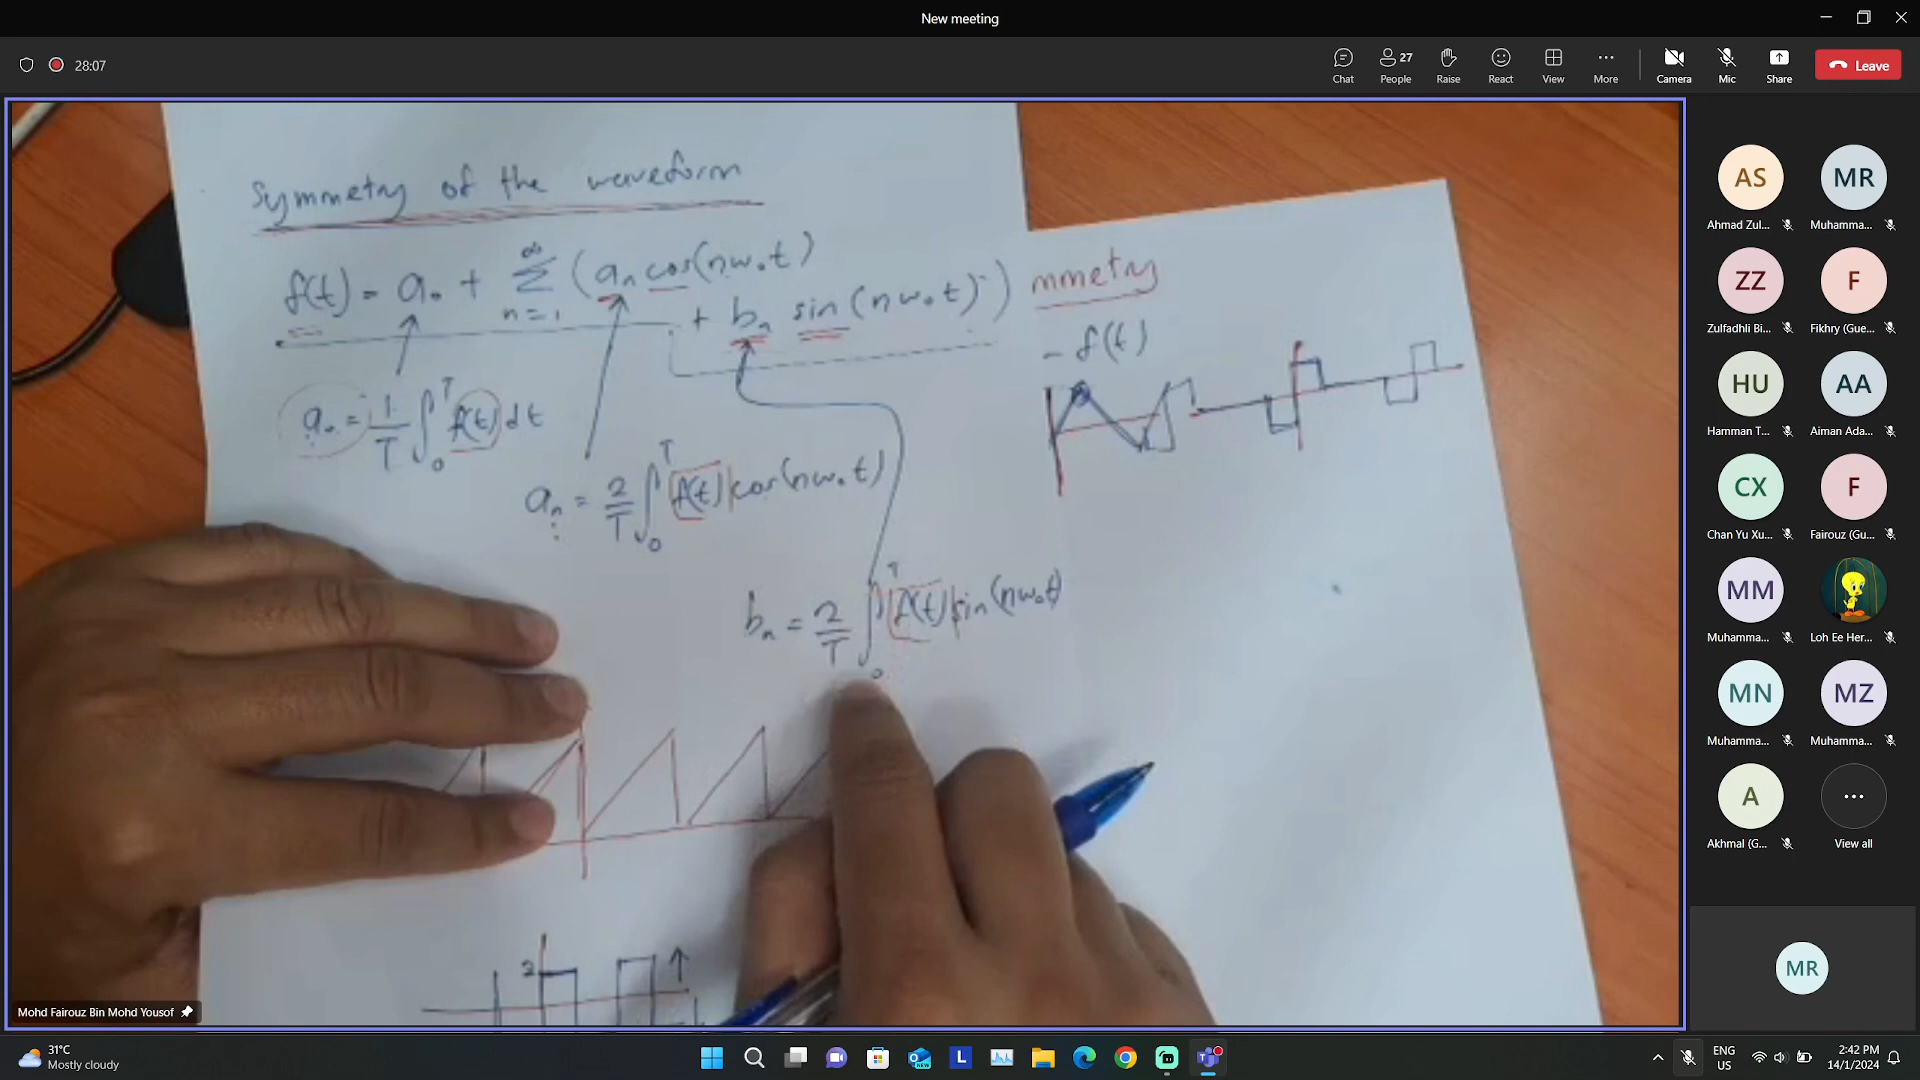 New meeting
28:07
Chat
27
People
Raise
React
View
More
Camera
Mic
Share
Leave
Symmetry of the waveform
f(t) = a₀ + ∞ Σ n=1 (aₙ cos(nω₀t)
+ bₙ sin(nω₀t))
mmetry
- f(t)
a₀ = 1/T ∫₀ᵀ f(t) dt
aₙ = 2/T ∫₀ᵀ f(t) cos(nω₀t)
bₙ = 2/T ∫₀ᵀ f(t) sin(nω₀t)
2
Mohd Fairouz Bin Mohd Yousof
AS
MR
Ahmad Zul...
Muhamma...
ZZ
F
Zulfadhli Bi...
Fikhry (Gue...
HU
AA
Hamman T...
Aiman Ada...
CX
F
Chan Yu Xu...
Fairouz (Gu...
MM
Muhamma...
Loh Ee Her...
MN
MZ
Muhamma...
Muhamma...
A
Akhmal (G...
View all
MR
31°C
Mostly cloudy
NEW
L
ENG
US
2:42 PM
14/1/2024